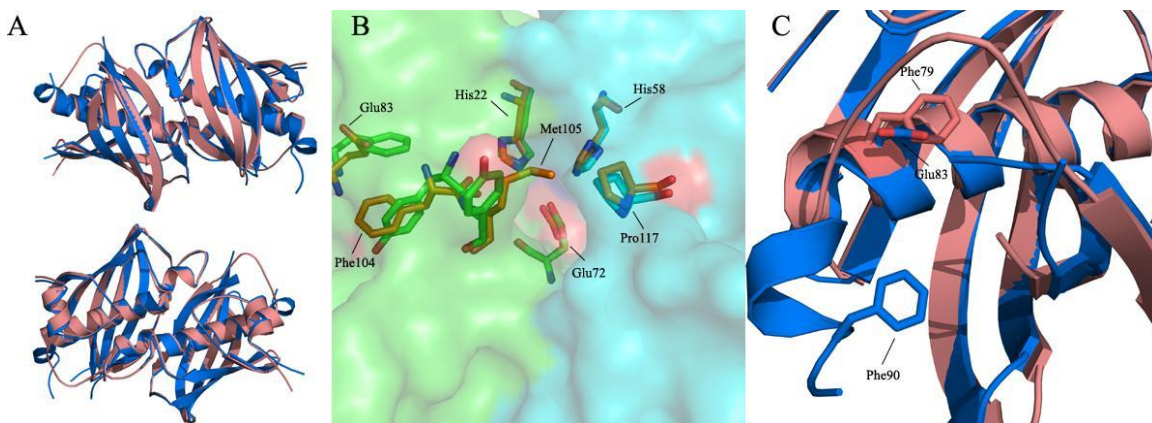 A
B
C
Glu83
His22
His58
Met105
Phe104
Glu72
Pro117
Phe79
Glu83
Phe90